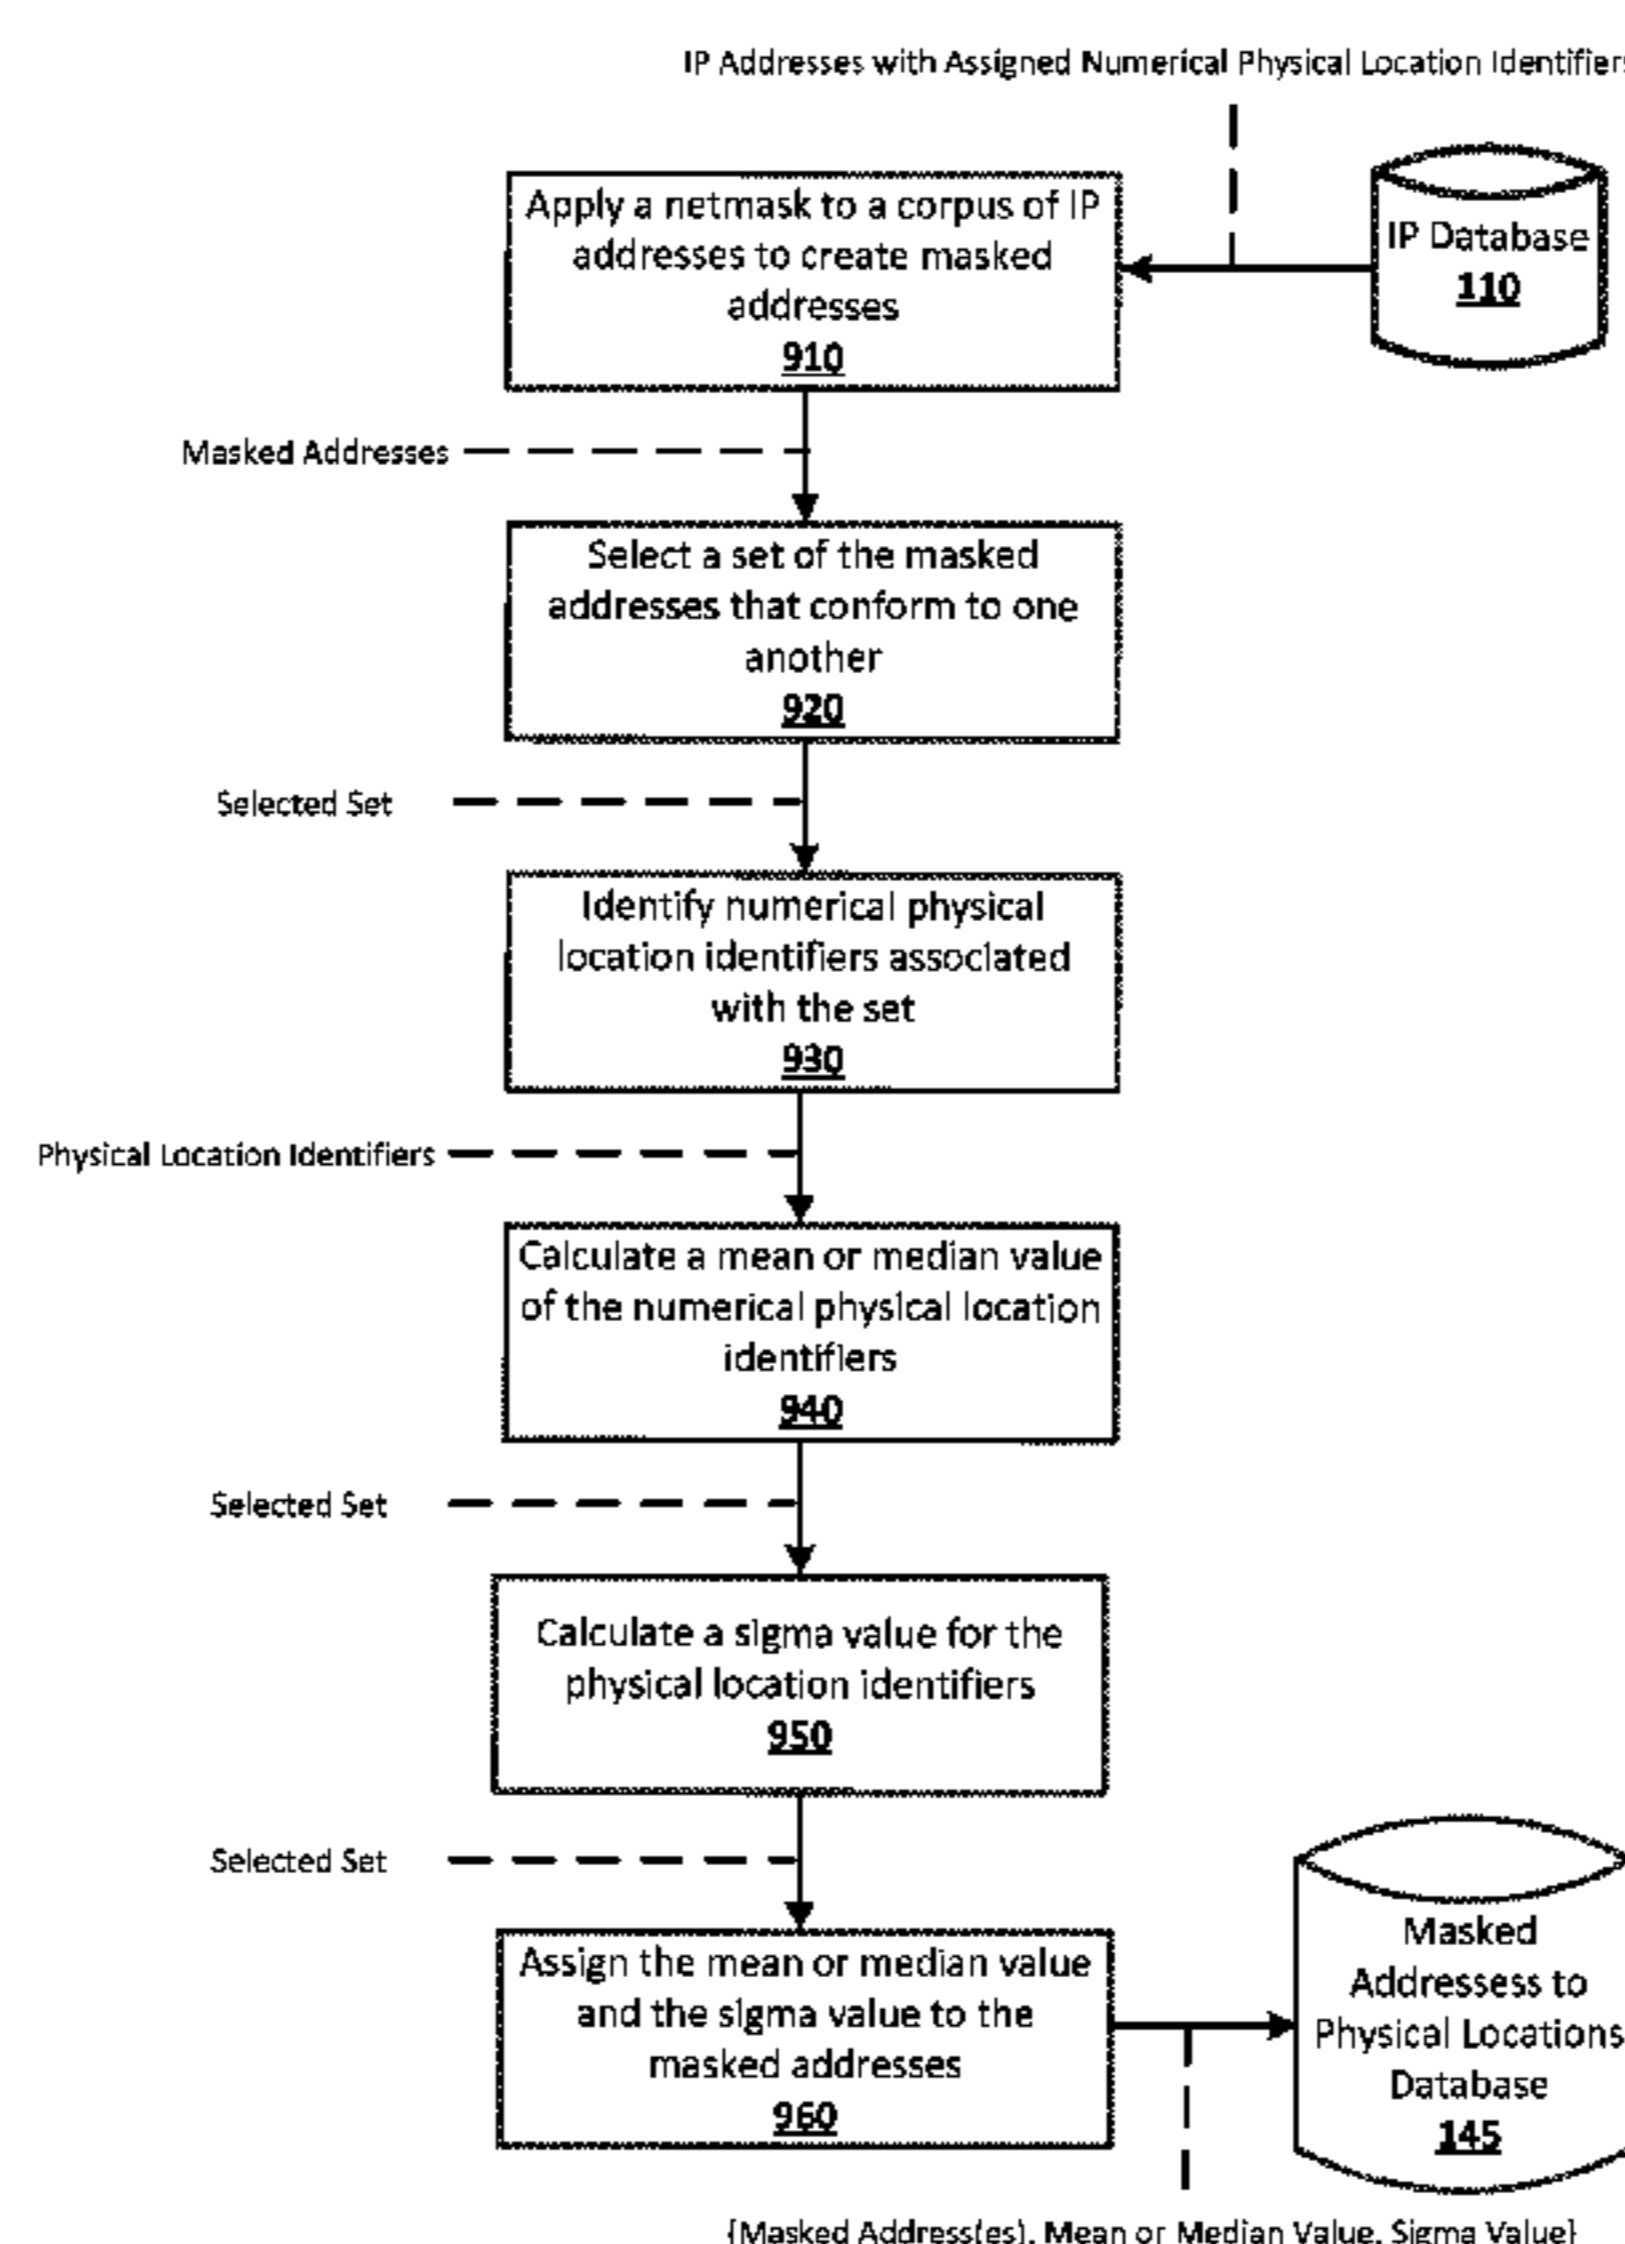 IP Addresses with Assigned Numerical Physical Location Identifiers
Apply a netmask to a corpus of IP
addresses to create masked
addresses
910
IP Database
110
Masked Addresses
Select a set of the masked
addresses that conform to one
another
920
Selected Set
Identify numerical physical
location identifiers associated
with the set
930
Physical Location Identifiers
Calculate a mean or median value
of the numerical physical location
identifiers
940
Selected Set
Calculate a sigma value for the
physical location identifiers
950
Selected Set
Assign the mean or median value
and the sigma value to the
masked addresses
960
Masked
Addressess to
Physical Locations
Database
145
{Masked Address(es), Mean or Median Value, Sigma Value}